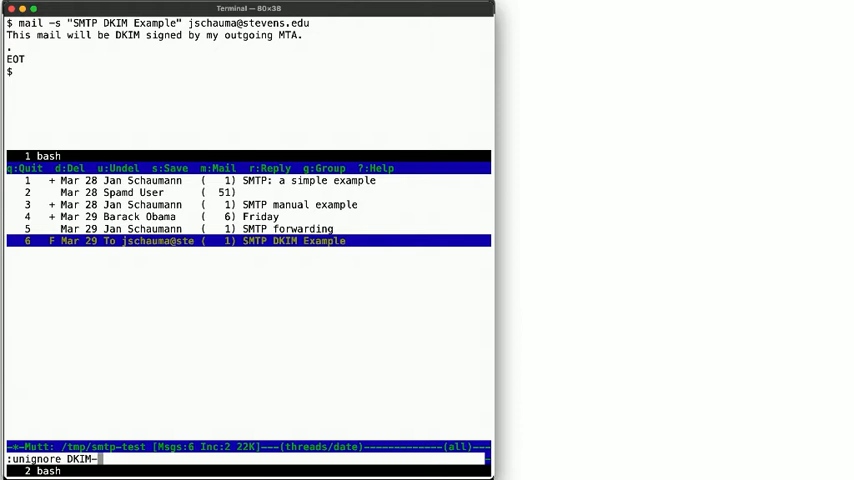 Terminal — 80×38
$ mail -s "SMTP DKIM Example" jschauma@stevens.edu
This mail will be DKIM signed by my outgoing MTA.
.
EOT
$
1 bash
q:Quit d:Del u:Undel s:Save m:Mail r:Reply g:Group ?:Help
1 + Mar 28 Jan Schaumann ( 1) SMTP: a simple example
2 Mar 28 Spamd User ( 51)
3 + Mar 28 Jan Schaumann ( 1) SMTP manual example
4 + Mar 29 Barack Obama ( 6) Friday
5 Mar 29 Jan Schaumann ( 1) SMTP forwarding
6 F Mar 29 To jschauma@ste ( 1) SMTP DKIM Example
-*-Mutt: /tmp/smtp-test [Msgs:6 Inc:2 22K]---(threads/date)-------------(all)---
:unignore DKIM-
2 bash